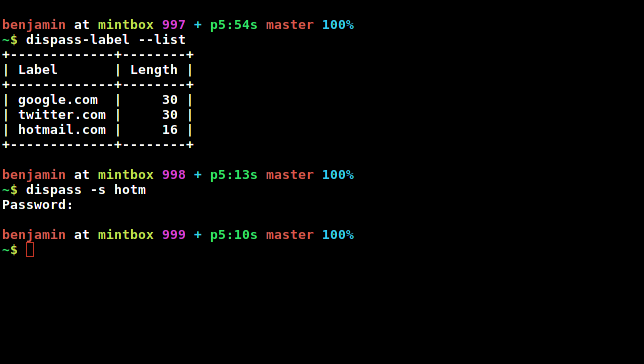 benjamin at mintbox 997 + p5:54s master 100%
~$ dispass-label --list
+-------------+--------+
| Label       | Length |
+-------------+--------+
| google.com  |     30 |
| twitter.com |     30 |
| hotmail.com |     16 |
+-------------+--------+
benjamin at mintbox 998 + p5:13s master 100%
~$ dispass -s hotm
Password:
benjamin at mintbox 999 + p5:10s master 100%
~$